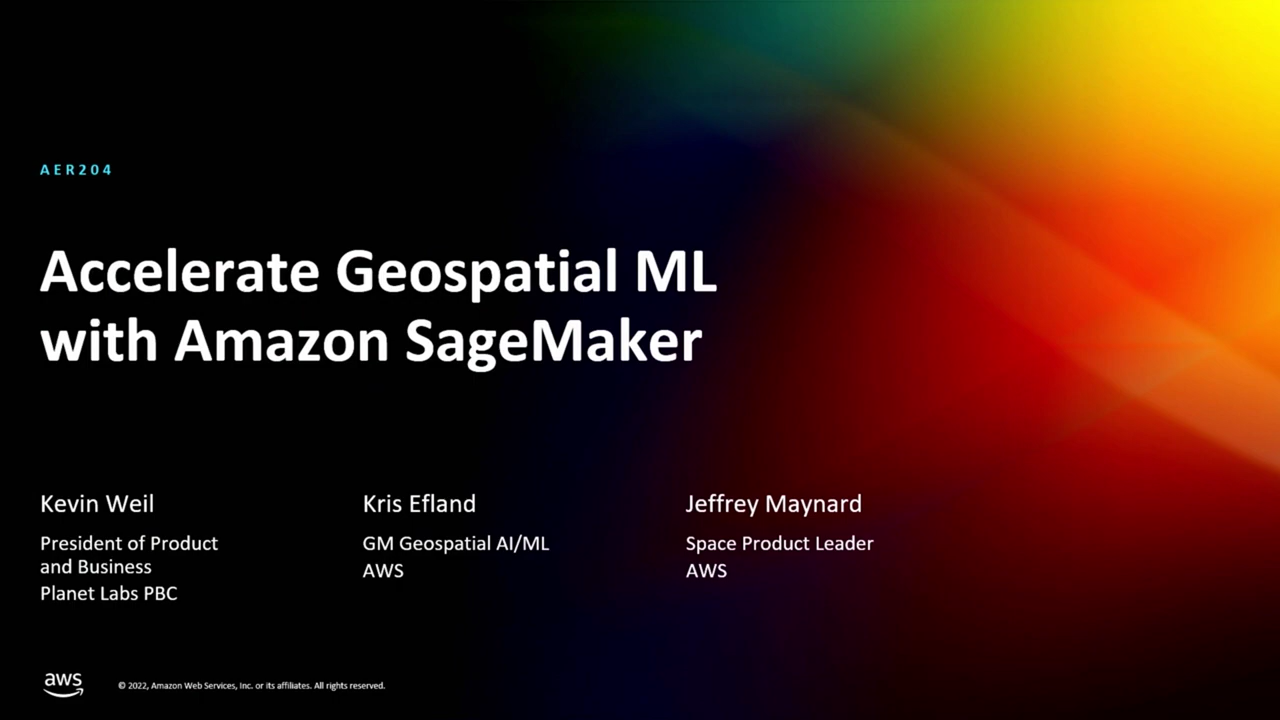 AER204
Accelerate Geospatial ML
with Amazon SageMaker
Kevin Weil
President of Product
and Business
Planet Labs PBC
Kris Efland
GM Geospatial AI/ML
AWS
Jeffrey Maynard
Space Product Leader
AWS
aws
© 2022, Amazon Web Services, Inc. or its affiliates. All rights reserved.